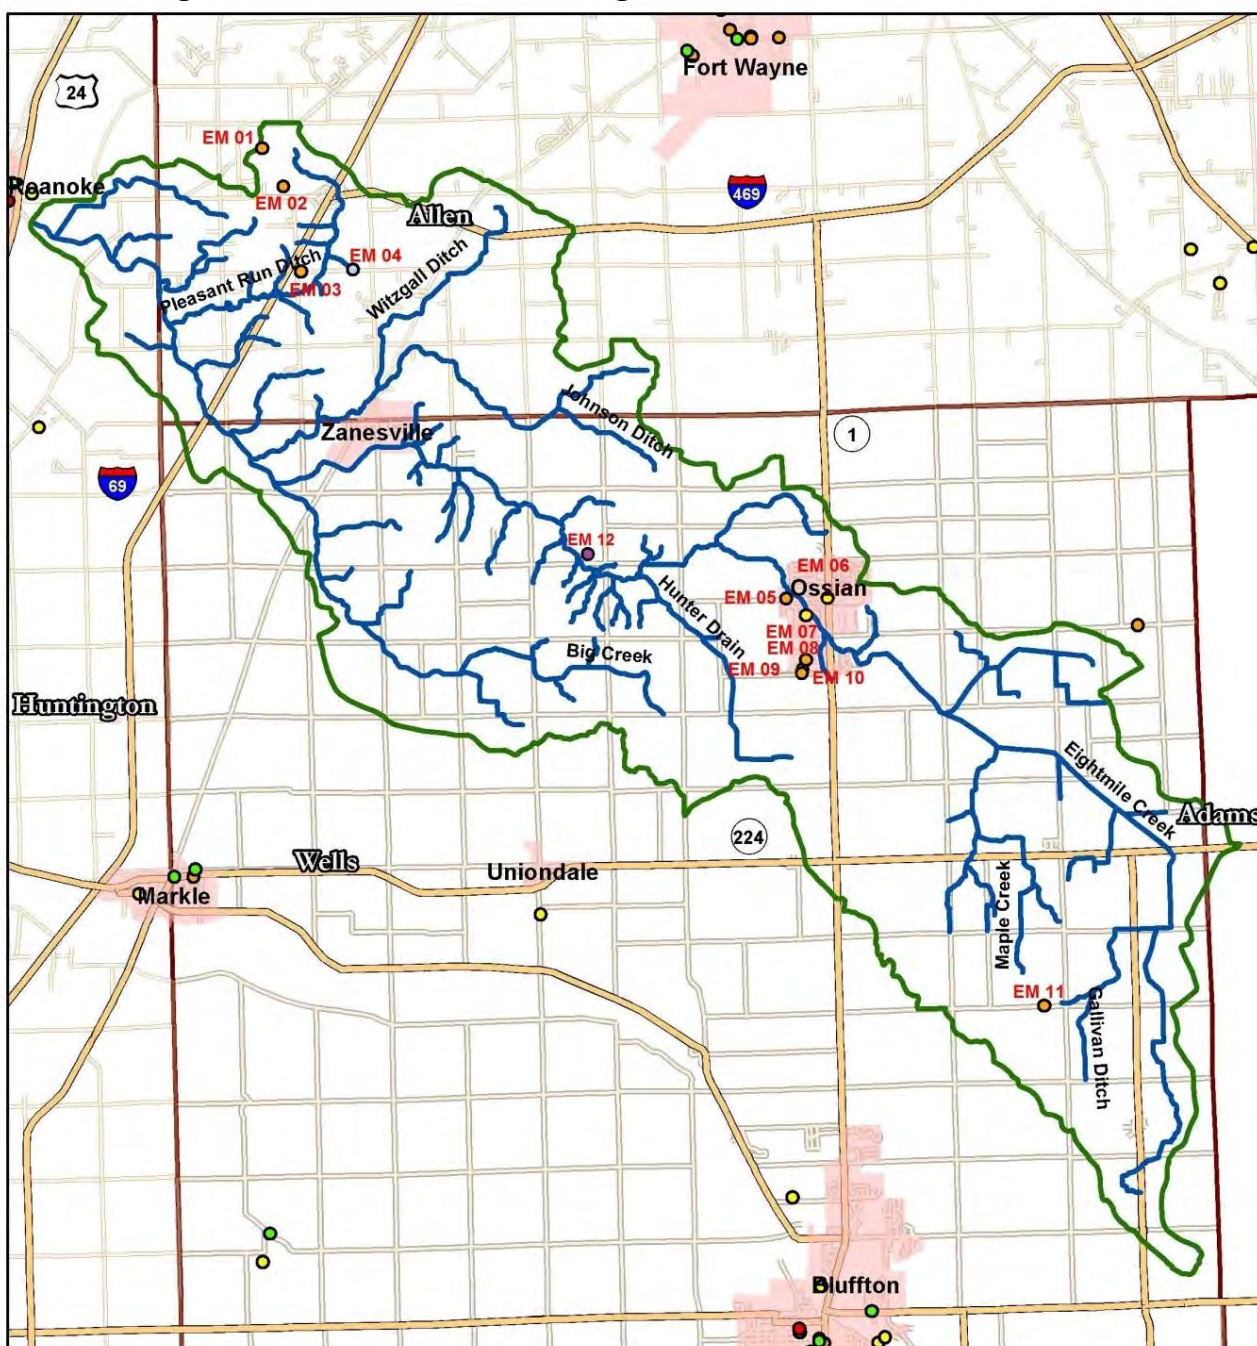 Fort Wayne
24
EM 01
Roanoke
EM 02
469
Allen
EM 04
Pleasant Run Ditch
Witzgall Ditch
EM 03
Johnson Ditch
Zanesville
1
69
EM 12
EM 06
Ossian
EM 05
Hunter Drain
EM 07
EM 08
Big Creek
EM 09
EM 10
Huntington
Eightmile Creek
Adams
224
Wells
Uniondale
Markle
Maple Creek
EM 11
Gallivan Ditch
Bluffton